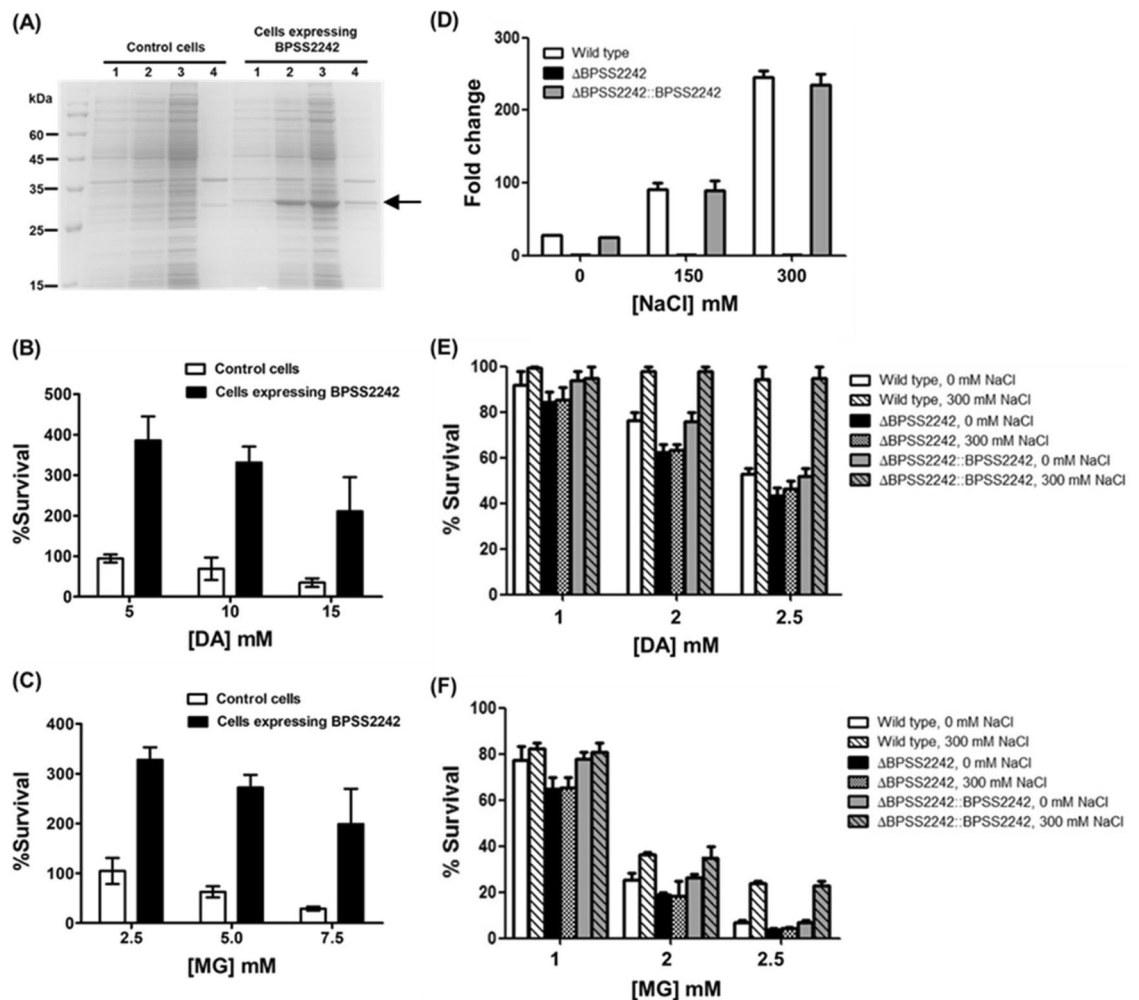 (A)
Control cells
Cells expressing
BPSS2242
1 2 3 4 1 2 3 4
kDa
60
45
35
25
15
(B)
Control cells
Cells expressing BPSS2242
%Survival
500
400
300
200
100
0
5 10 15
[DA] mM
(C)
Control cells
Cells expressing BPSS2242
%Survival
400
300
200
100
0
2.5 5.0 7.5
[MG] mM
(D)
Wild type
ΔBPSS2242
ΔBPSS2242::BPSS2242
Fold change
300
200
100
0
0 150 300
[NaCl] mM
(E)
Wild type, 0 mM NaCl
Wild type, 300 mM NaCl
ΔBPSS2242, 0 mM NaCl
ΔBPSS2242, 300 mM NaCl
ΔBPSS2242::BPSS2242, 0 mM NaCl
ΔBPSS2242::BPSS2242, 300 mM NaCl
% Survival
100
80
60
40
20
0
1 2 2.5
[DA] mM
(F)
Wild type, 0 mM NaCl
Wild type, 300 mM NaCl
ΔBPSS2242, 0 mM NaCl
ΔBPSS2242, 300 mM NaCl
ΔBPSS2242::BPSS2242, 0 mM NaCl
ΔBPSS2242::BPSS2242, 300 mM NaCl
% Survival
100
80
60
40
20
0
1 2 2.5
[MG] mM